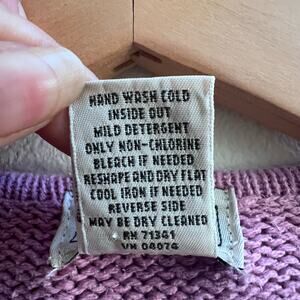 HAND WASH COLD
INSIDE OUT
MILD DETERGENT
ONLY NON-CHLORINE
BLEACH IF NEEDED
RESHAPE AND DRY FLAT
COOL IRON IF NEEDED
REVERSE SIDE
MAY BE DRY CLEANED
RN 71341
VN 04074